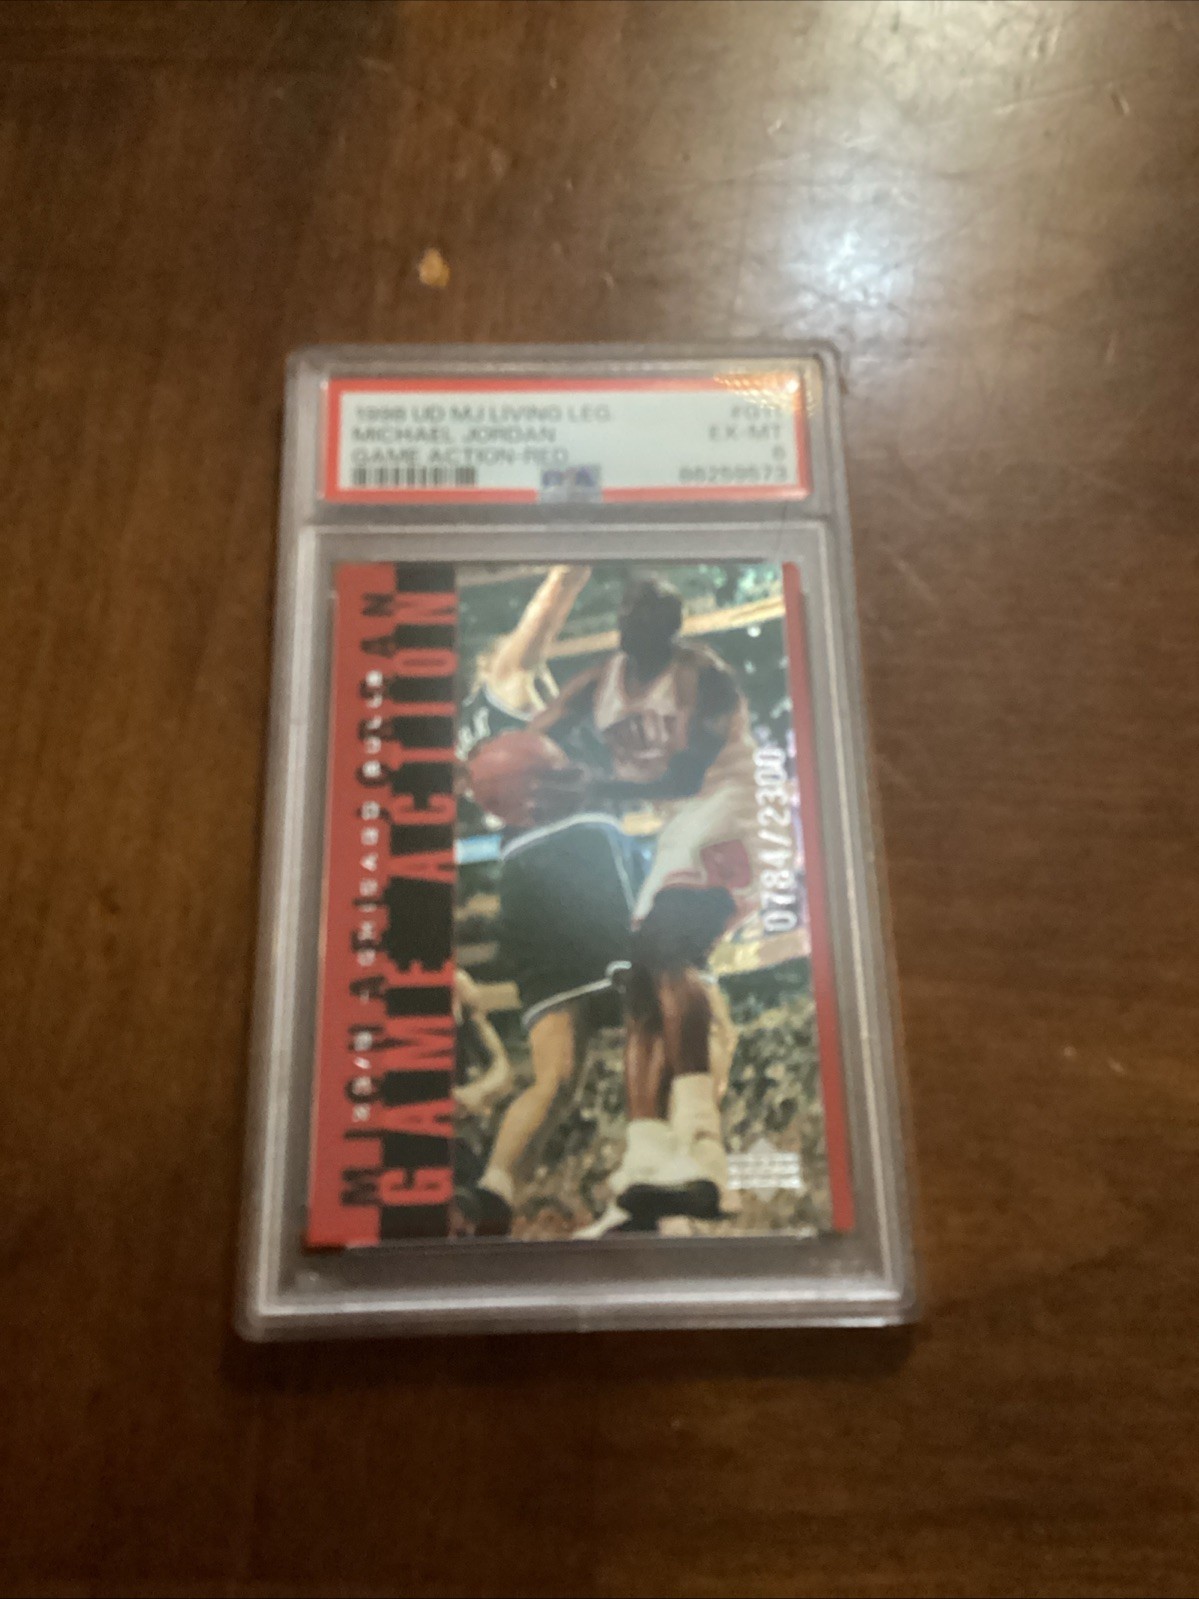 1998 UD MJ LIVING LEG.
MICHAEL JORDAN
EX-MT
GAME ACTION-RED
6
PSA
MICHAEL JORDAN
CHICAGO BULLS
GAME ACTION
0784/2300